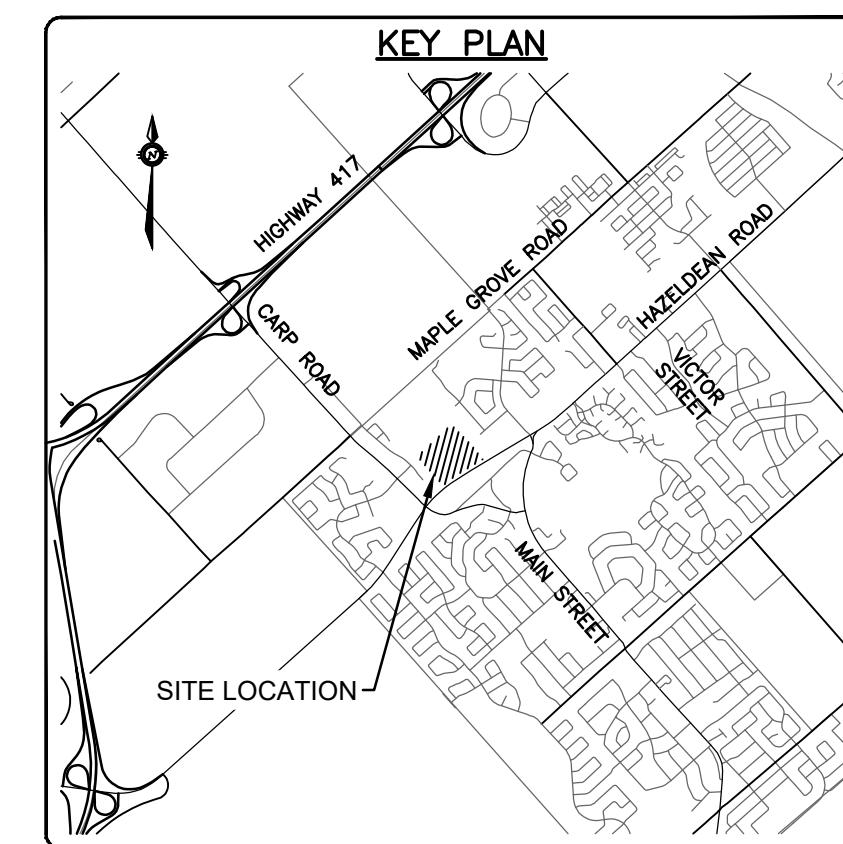 KEY PLAN
N
HIGHWAY 417
MAPLE GROVE ROAD
HAZELDEAN ROAD
CARP ROAD
VICTOR
STREET
MAIN STREET
SITE LOCATION